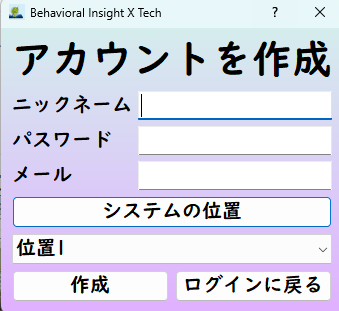 Behavioral Insight X Tech
アカウントを作成
ニックネーム
パスワード
メール
システムの位置
位置1
作成 ログインに戻る